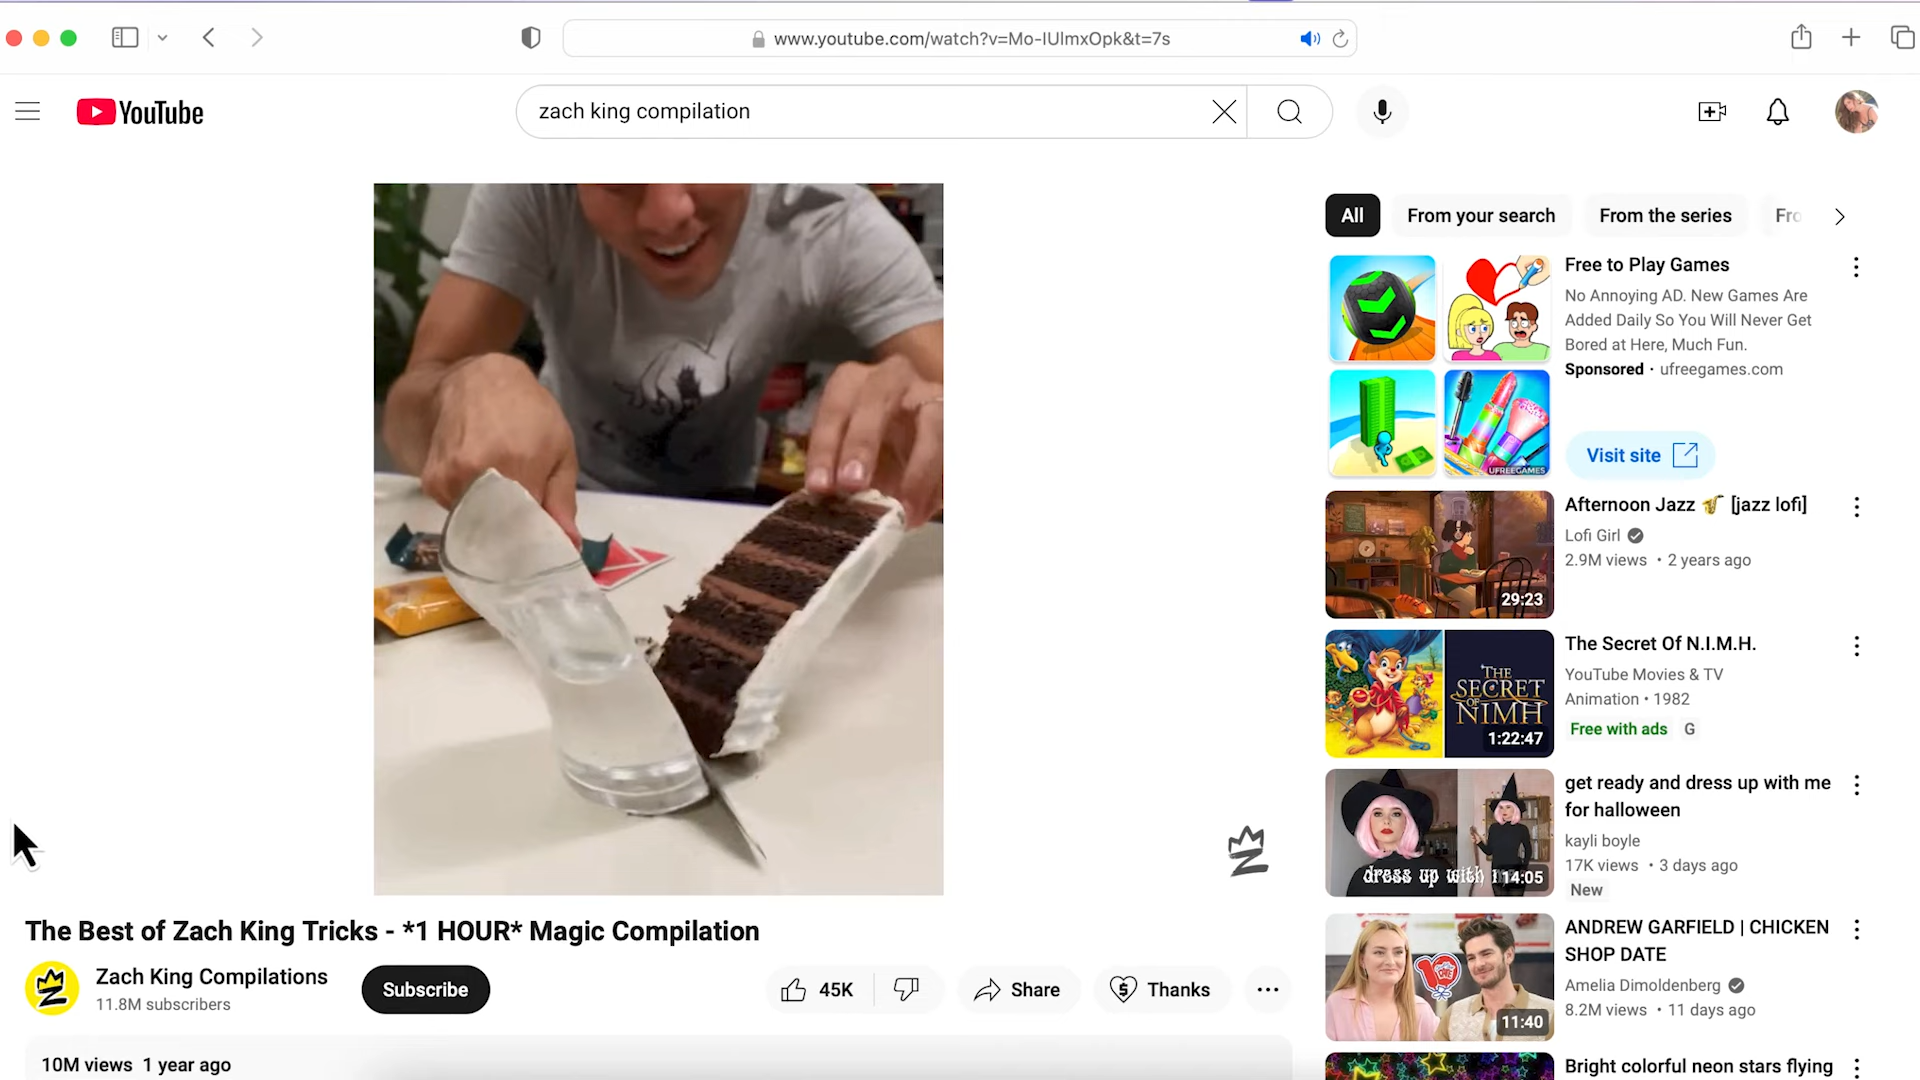 www.youtube.com/watch?v=Mo-IUlmxOpk&t=7s
YouTube
zach king compilation
All
From your search
From the series
Fro
Free to Play Games
No Annoying AD. New Games Are
Added Daily So You Will Never Get
Bored at Here, Much Fun.
Sponsored · ufreegames.com
UFREEGAMES
Visit site
Afternoon Jazz 🎷 [jazz lofi]
Lofi Girl
2.9M views • 2 years ago
29:23
The Secret Of N.I.M.H.
YouTube Movies & TV
Animation • 1982
Free with ads G
THE
SECRET
OF
NIMH
1:22:47
get ready and dress up with me
for halloween
kayli boyle
17K views • 3 days ago
New
dress up with
14:05
ANDREW GARFIELD | CHICKEN
SHOP DATE
Amelia Dimoldenberg
8.2M views • 11 days ago
11:40
Bright colorful neon stars flying
The Best of Zach King Tricks - *1 HOUR* Magic Compilation
Zach King Compilations
11.8M subscribers
Subscribe
45K
Share
Thanks
10M views 1 year ago